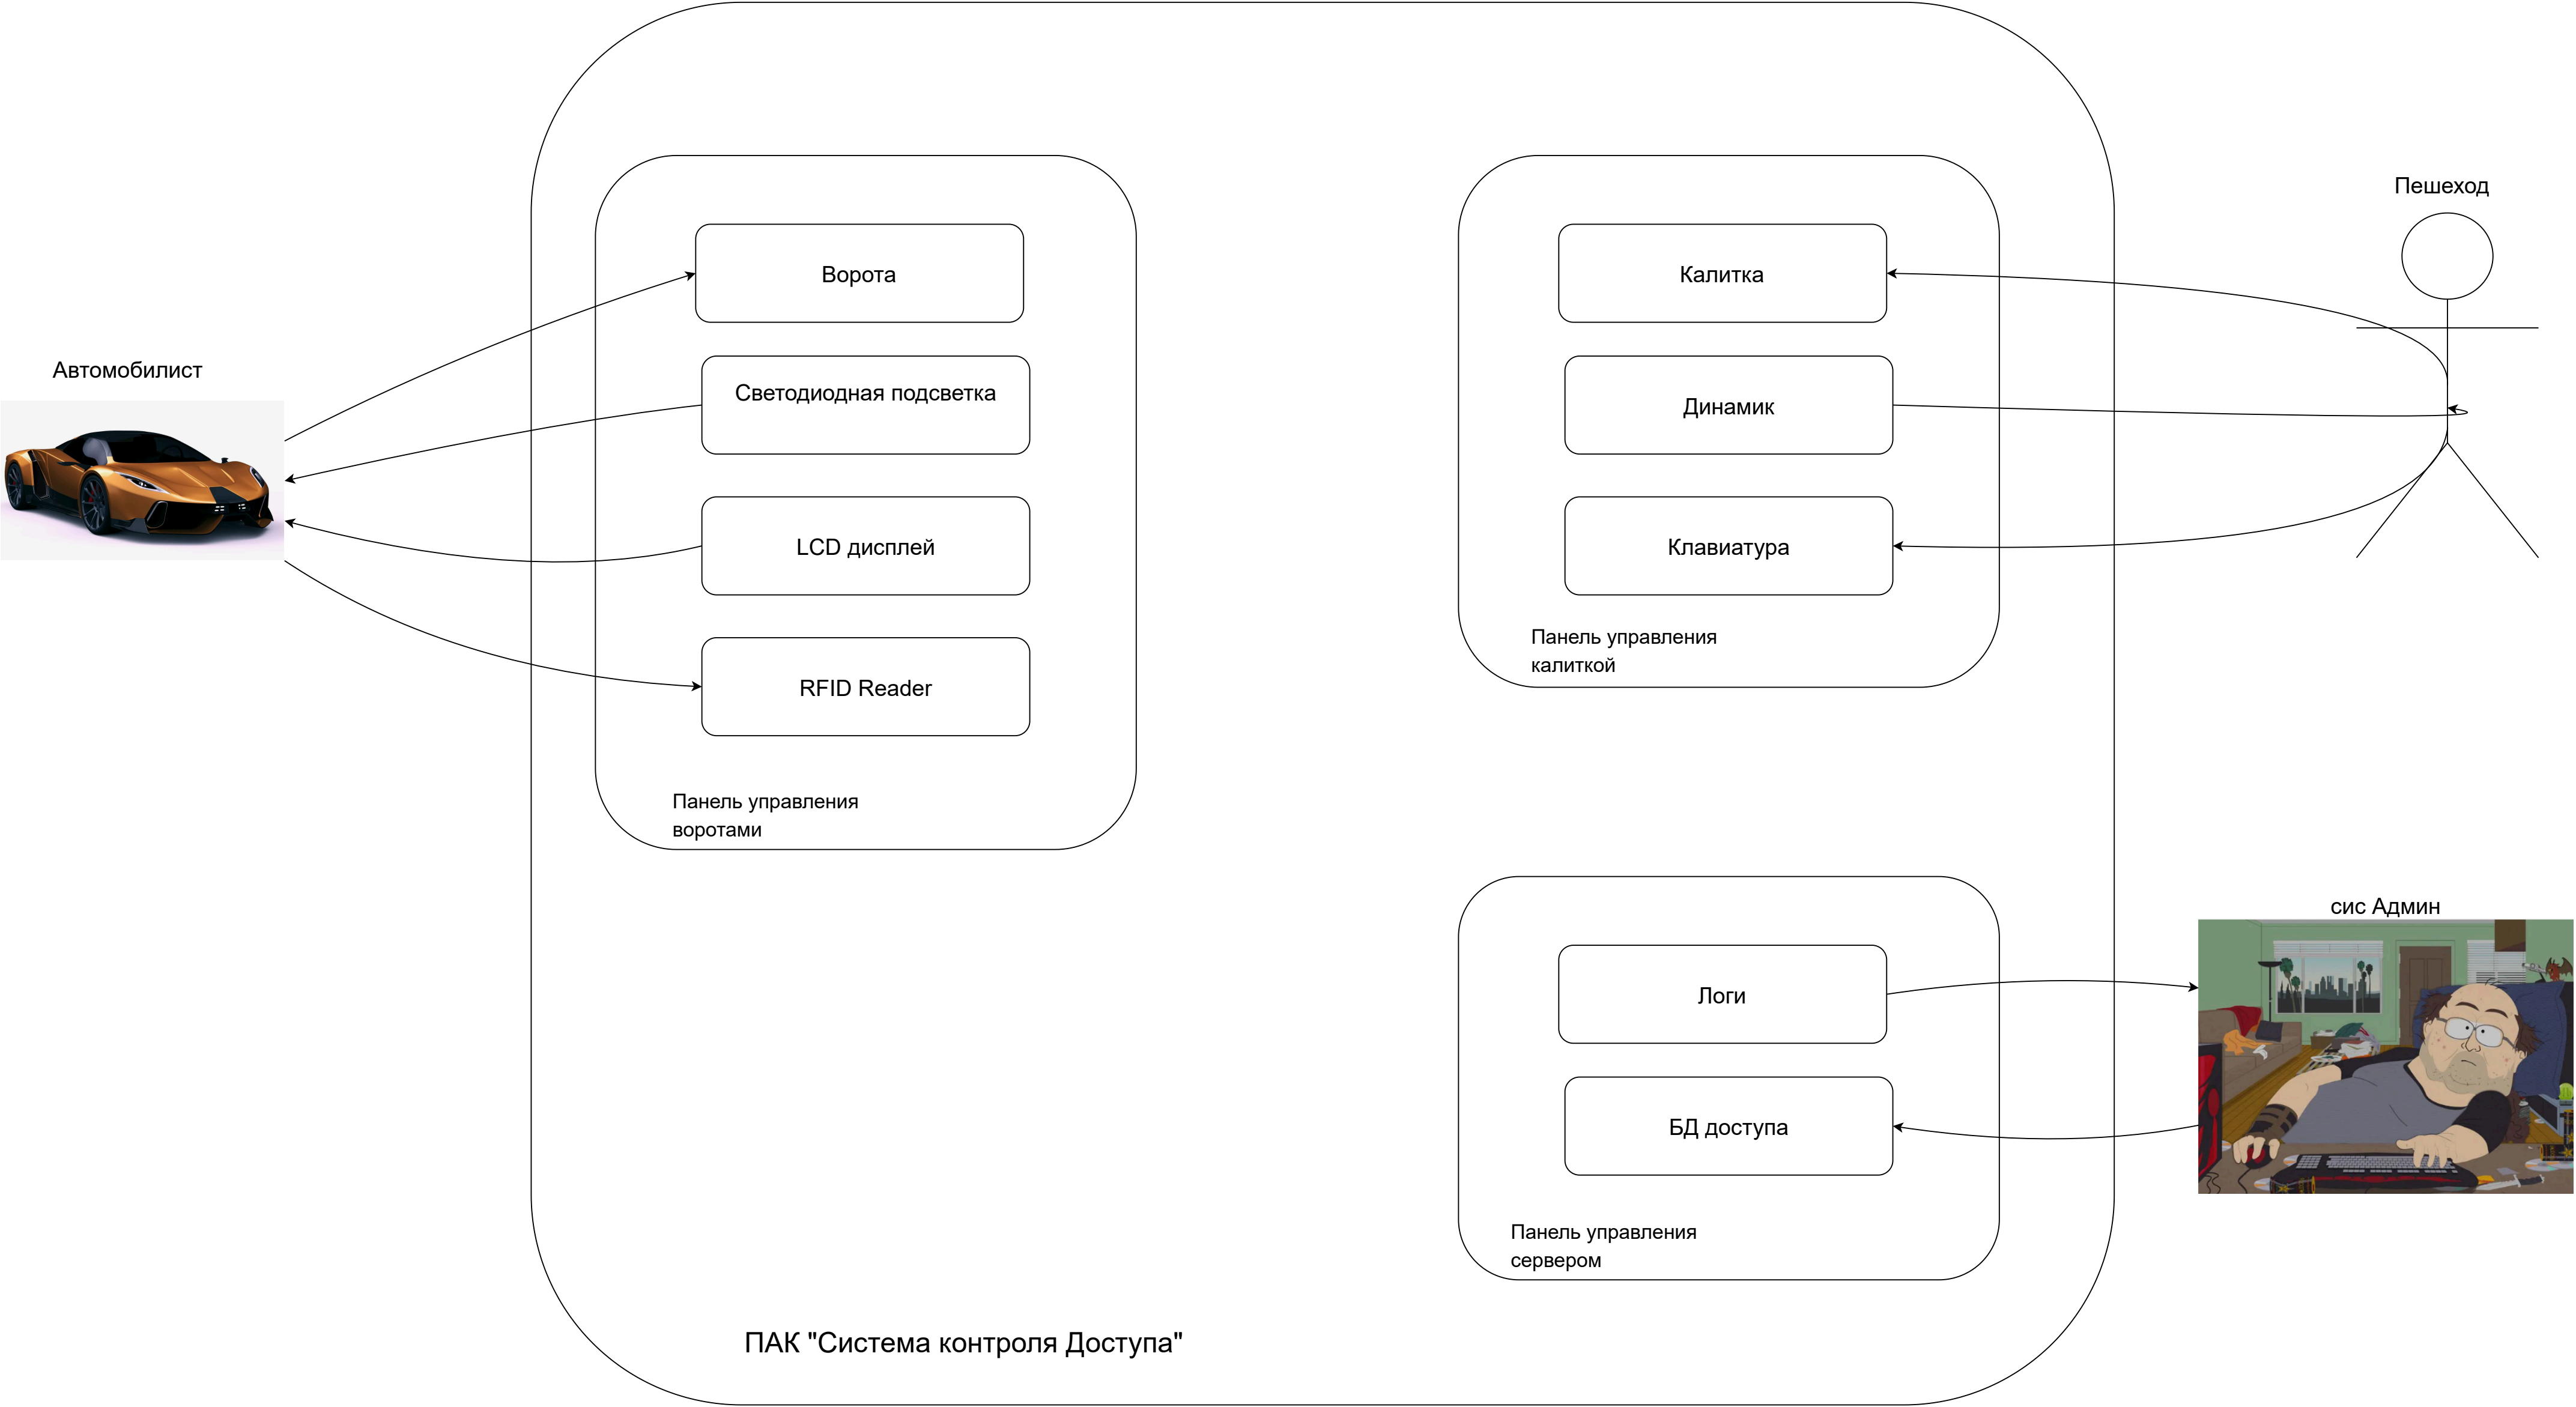 Автомобилист
Ворота
Светодиодная подсветка
LCD дисплей
RFID Reader
Панель управления
воротами
Калитка
Динамик
Клавиатура
Панель управления
калиткой
Пешеход
сис Админ
Логи
БД доступа
Панель управления
сервером
ПАК "Система контроля Доступа"